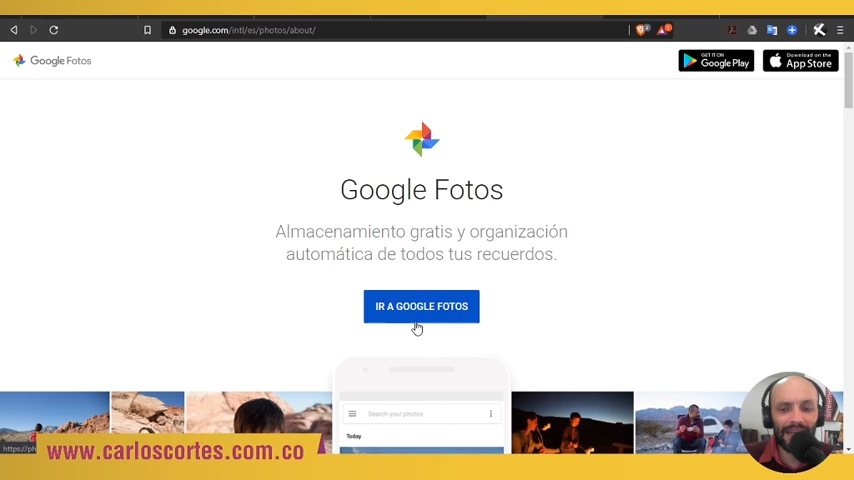 google.com/intl/es/photos/about/
Google Fotos
GET IT ON
Google Play
Download on the
App Store
Google Fotos
Almacenamiento gratis y organización
automática de todos tus recuerdos.
IR A GOOGLE FOTOS
Search your photos
Today
https://ph
www.carloscortes.com.co